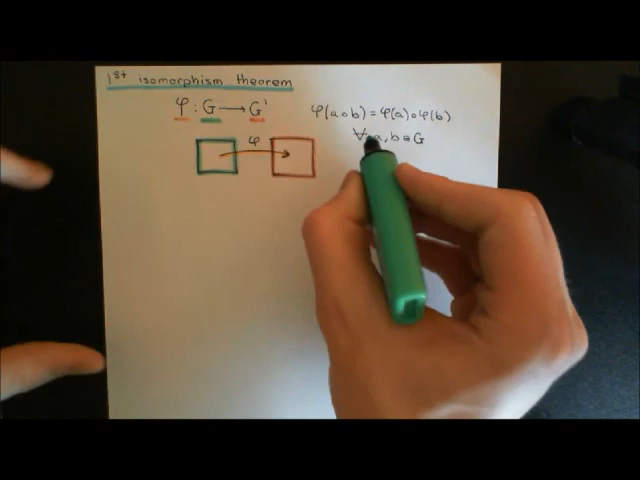 1st isomorphism theorem
φ : G → G'
φ(a∘b) = φ(a)∘φ(b)
∀ a, b ∈ G
φ